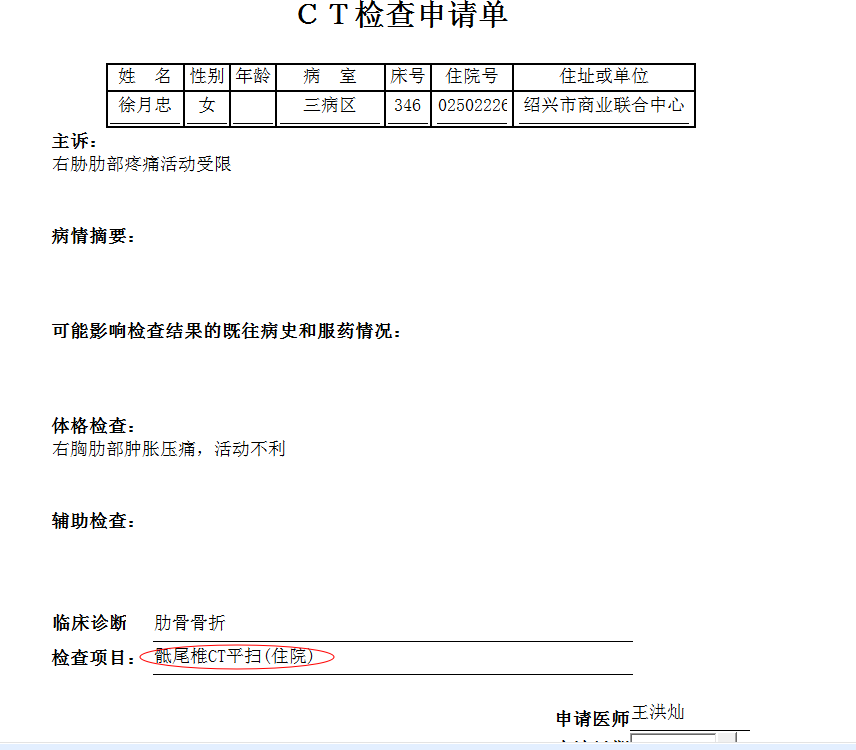 CT检查申请单
姓 名 性别 年龄 病 室 床号 住院号 住址或单位
徐月忠 女 三病区 346 02502226 绍兴市商业联合中心
主诉：
右胁肋部疼痛活动受限
病情摘要：
可能影响检查结果的既往病史和服药情况：
体格检查：
右胸肋部肿胀压痛，活动不利
辅助检查：
临床诊断 肋骨骨折
检查项目： 骶尾椎CT平扫(住院)
申请医师 王洪灿